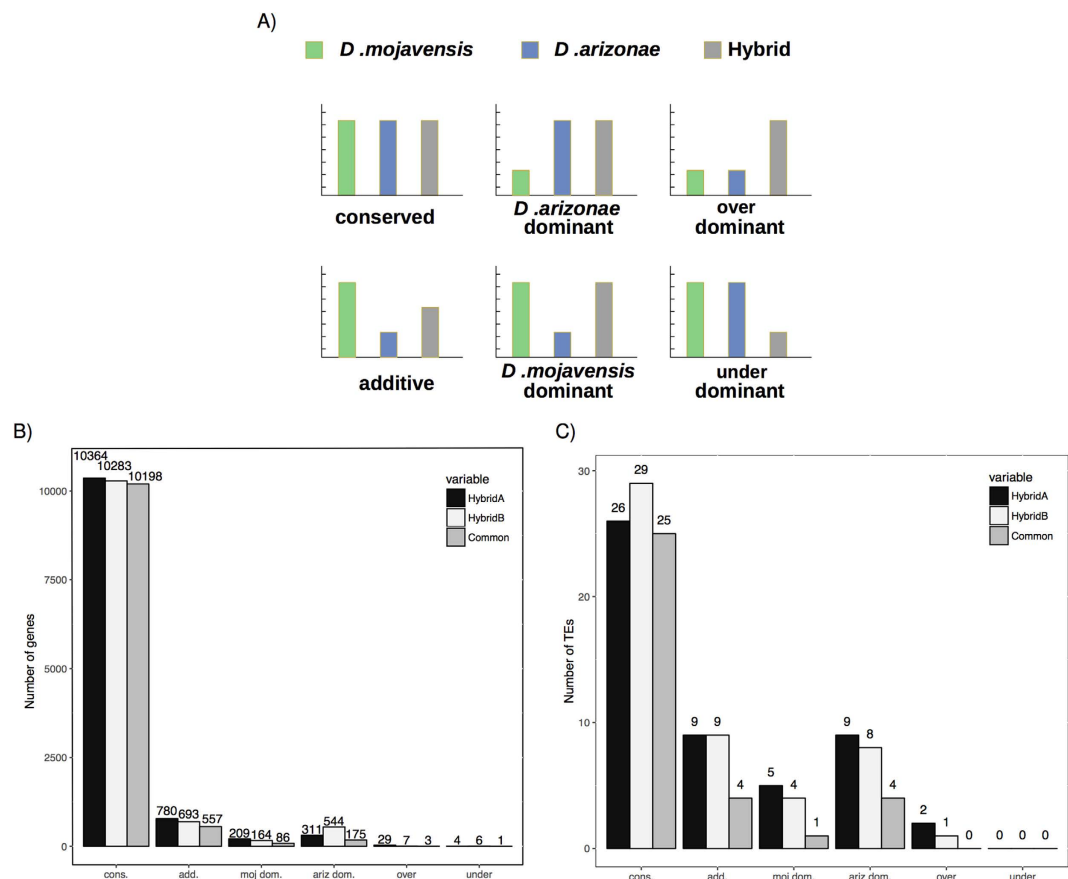 A)
D .mojavensis D .arizonae Hybrid
conserved
D .arizonae
dominant
over
dominant
additive
D .mojavensis
dominant
under
dominant
B)
10364
10283
10198
780
693
557
209
164
86
311
544
175
29
7
3
4
6
1
variable
HybridA
HybridB
Common
Number of genes
10000
7500
5000
2500
0
cons. add. moj dom. ariz dom. over under
C)
26
29
25
9
9
4
5
4
1
9
8
4
2
1
0
0
0
0
variable
HybridA
HybridB
Common
Number of TEs
30
20
10
0
cons. add. moj dom. ariz dom. over under